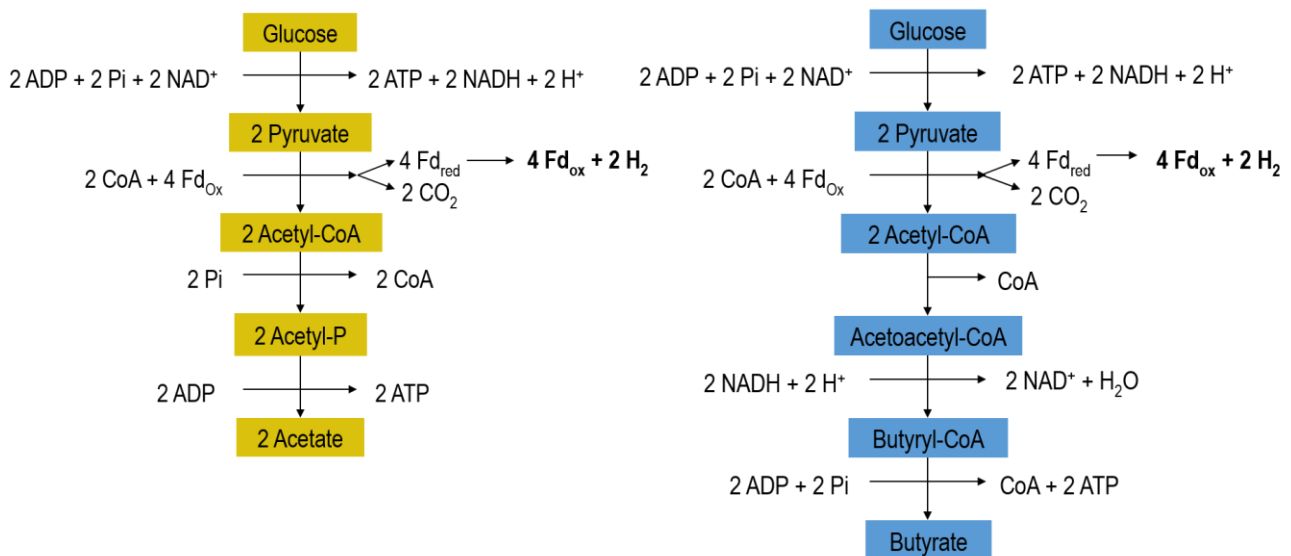 Glucose
2 ADP + 2 Pi + 2 NAD⁺ 2 ATP + 2 NADH + 2 H⁺
2 Pyruvate
4 Fd_red 4 Fd_ox + 2 H₂
2 CoA + 4 Fd_Ox
2 CO₂
2 Acetyl-CoA
2 Pi 2 CoA
2 Acetyl-P
2 ADP 2 ATP
2 Acetate
Glucose
2 ADP + 2 Pi + 2 NAD⁺ 2 ATP + 2 NADH + 2 H⁺
2 Pyruvate
4 Fd_red 4 Fd_ox + 2 H₂
2 CoA + 4 Fd_Ox
2 CO₂
2 Acetyl-CoA
CoA
Acetoacetyl-CoA
2 NADH + 2 H⁺ 2 NAD⁺ + H₂O
Butyryl-CoA
2 ADP + 2 Pi CoA + 2 ATP
Butyrate